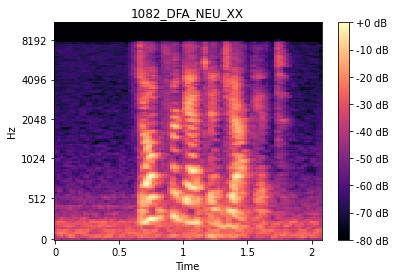 1082_DFA_NEU_XX
+0 dB
8192
-10 dB
4096
-20 dB
-30 dB
2048
Hz
-40 dB
1024
-50 dB
512
-60 dB
-70 dB
0
-80 dB
0 0.5 1 1.5 2
Time